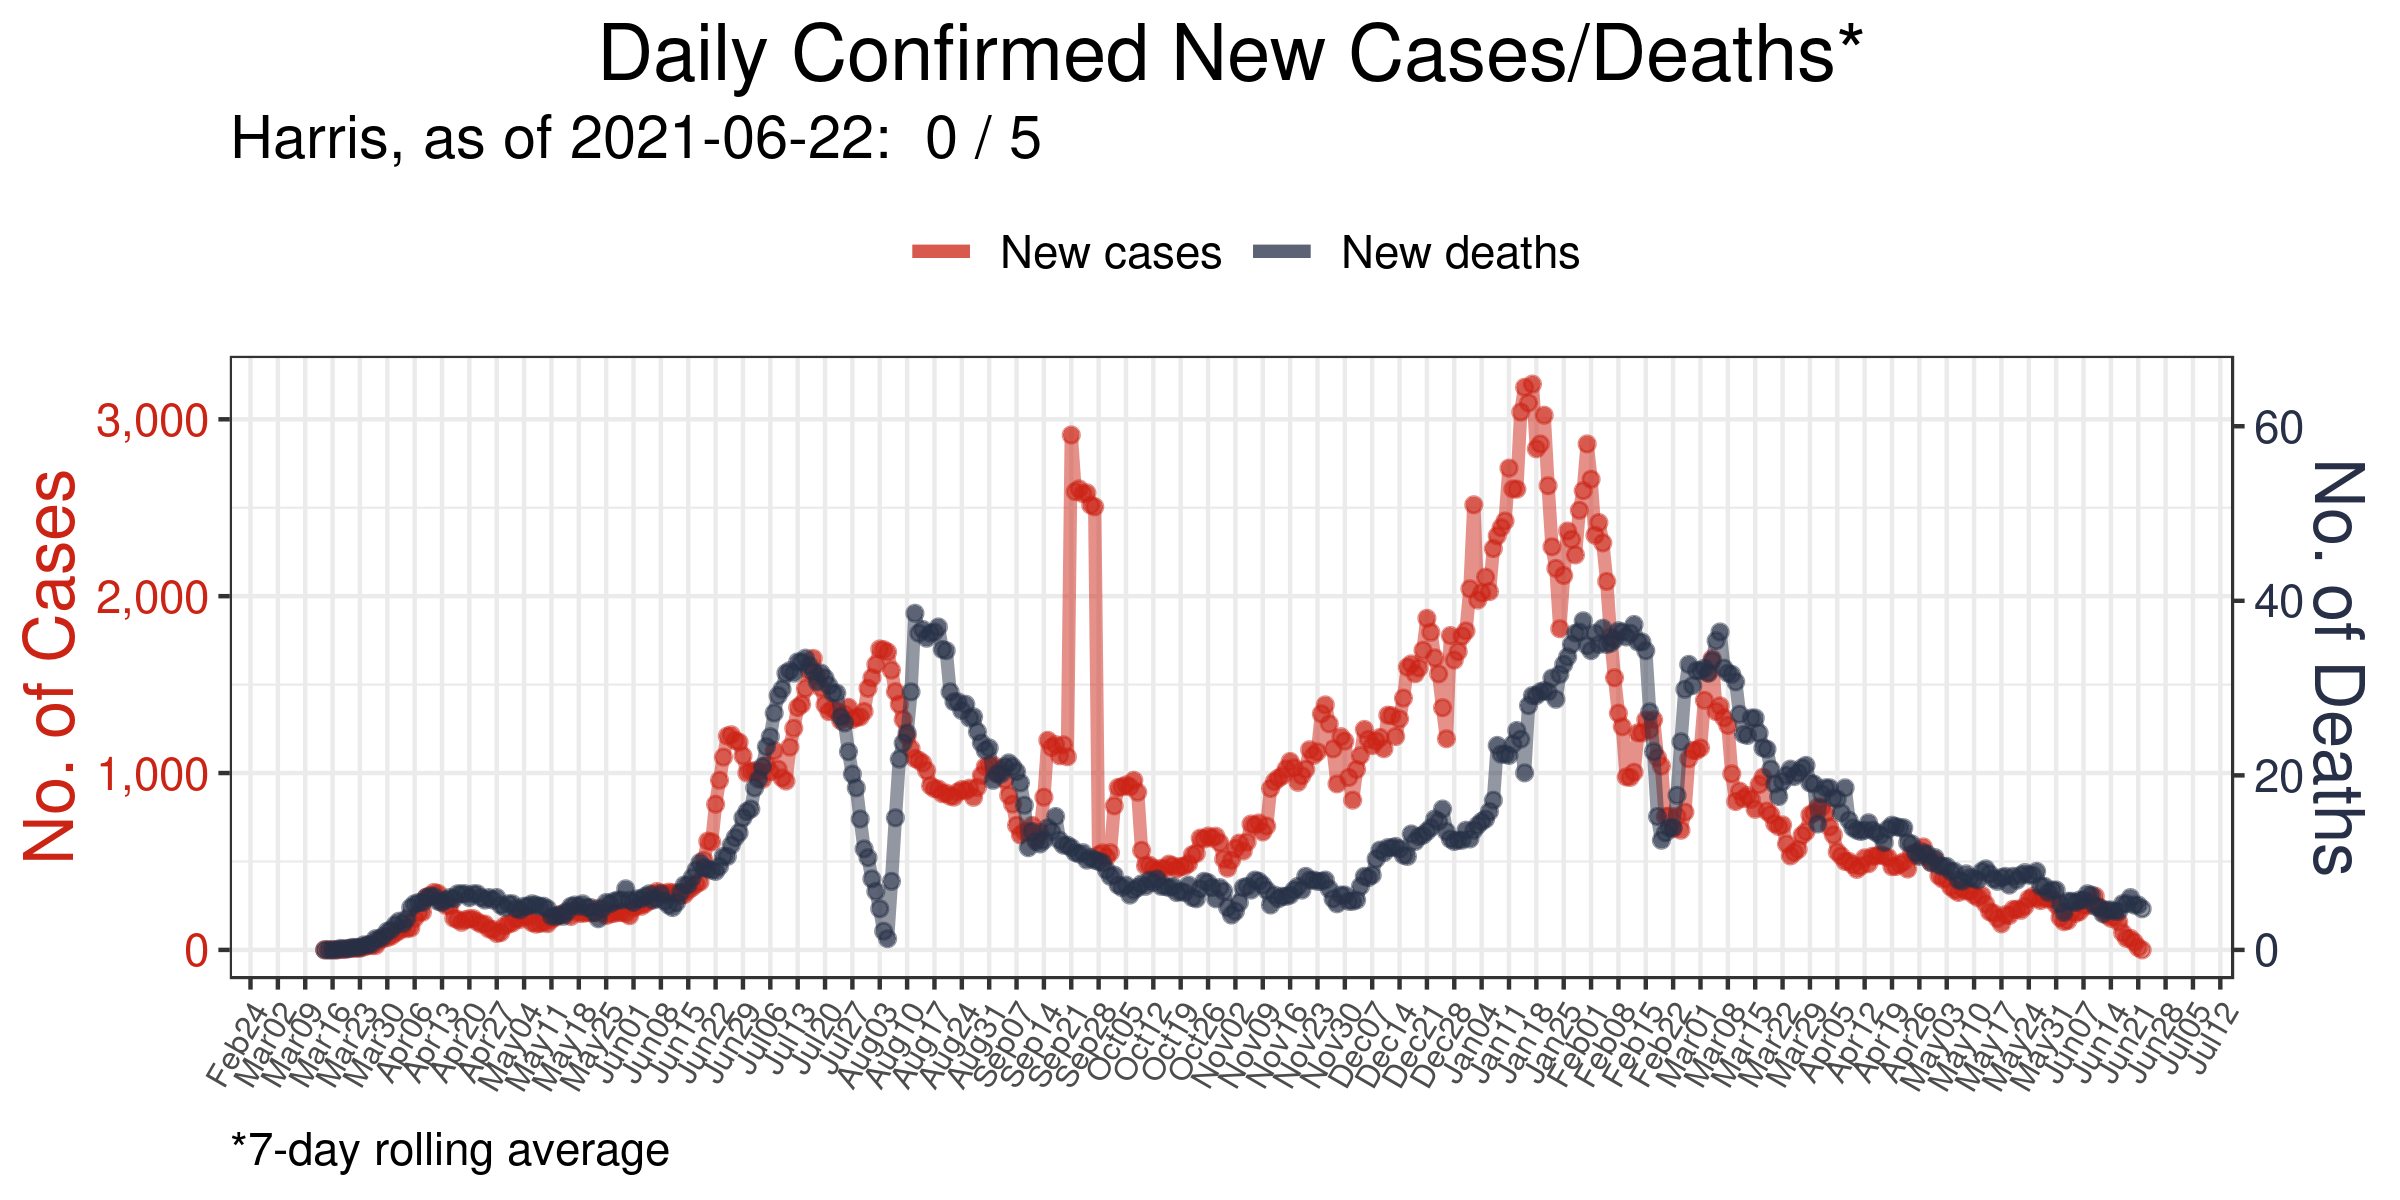 Daily Confirmed New Cases/Deaths*
Harris, as of 2021-06-22:  0 / 5
New cases
New deaths
No. of Cases
3,000
2,000
1,000
0
60
40
20
0
No. of Deaths
Feb24
Mar02
Mar09
Mar16
Mar23
Mar30
Apr06
Apr13
Apr20
Apr27
May04
May11
May18
May25
Jun01
Jun08
Jun15
Jun22
Jun29
Jul06
Jul13
Jul20
Jul27
Aug03
Aug10
Aug17
Aug24
Aug31
Sep07
Sep14
Sep21
Sep28
Oct05
Oct12
Oct19
Oct26
Nov02
Nov09
Nov16
Nov23
Nov30
Dec07
Dec14
Dec21
Dec28
Jan04
Jan11
Jan18
Jan25
Feb01
Feb08
Feb15
Feb22
Mar01
Mar08
Mar15
Mar22
Mar29
Apr05
Apr12
Apr19
Apr26
May03
May10
May17
May24
May31
Jun07
Jun14
Jun21
Jun28
Jul05
Jul12
*7-day rolling average